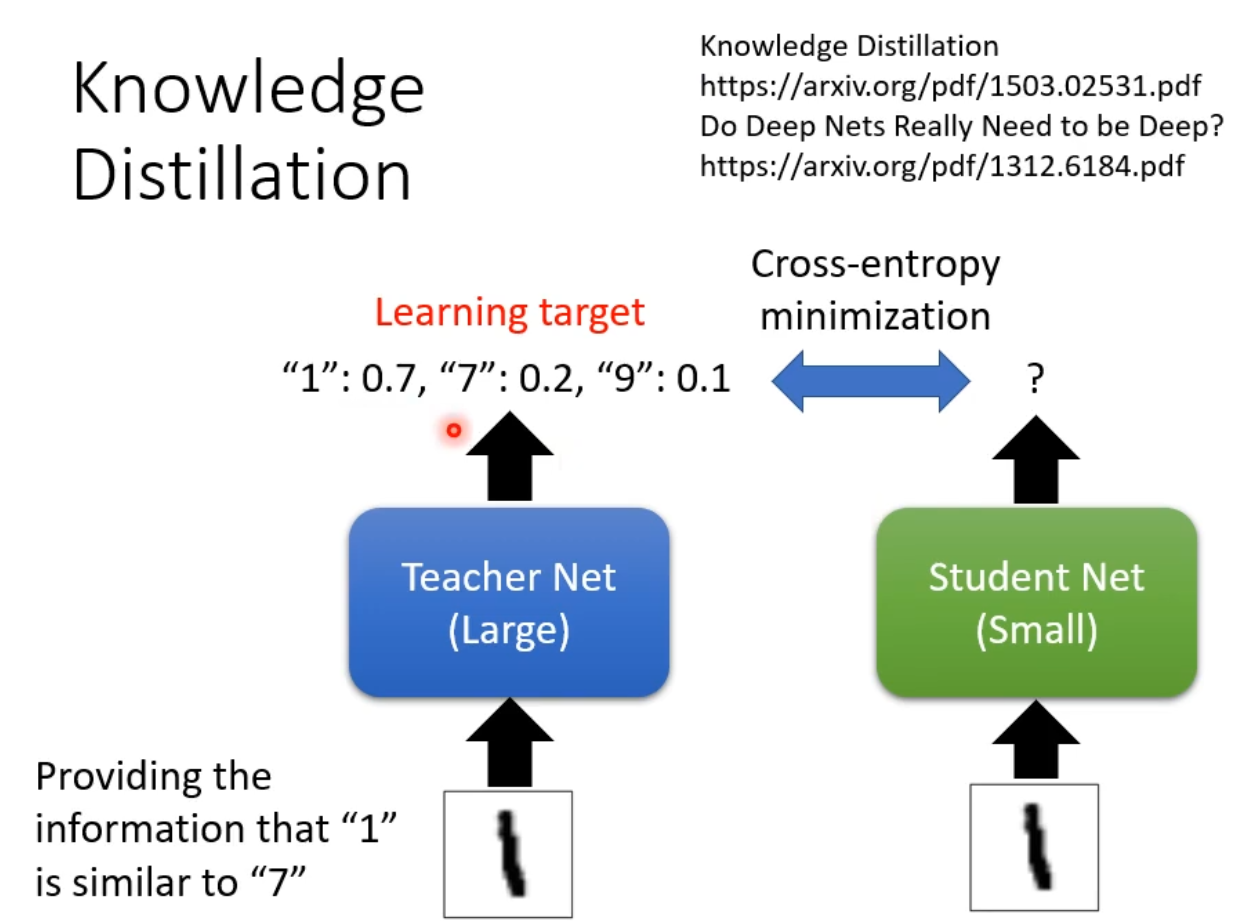 Knowledge
Distillation
Knowledge Distillation
https://arxiv.org/pdf/1503.02531.pdf
Do Deep Nets Really Need to be Deep?
https://arxiv.org/pdf/1312.6184.pdf
Learning target
Cross-entropy
minimization
“1”: 0.7, “7”: 0.2, “9”: 0.1
?
Teacher Net
(Large)
Student Net
(Small)
Providing the
information that “1”
is similar to “7”